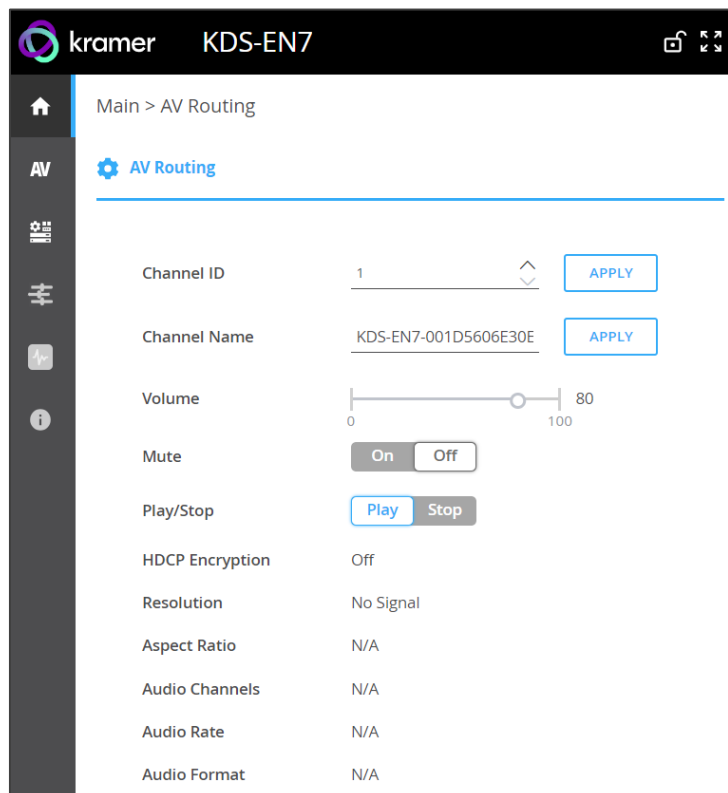 kramer KDS-EN7
Main > AV Routing
AV
AV Routing
Channel ID 1 APPLY
Channel Name KDS-EN7-001D5606E30E APPLY
Volume 80
0 100
Mute On Off
Play/Stop Play Stop
HDCP Encryption Off
Resolution No Signal
Aspect Ratio N/A
Audio Channels N/A
Audio Rate N/A
Audio Format N/A